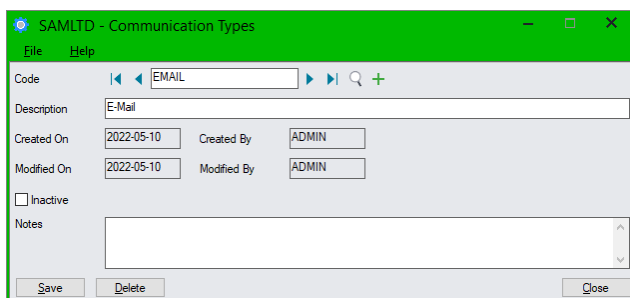 SAMLTD - Communication Types
File Help
Code EMAIL
Description E-Mail
Created On 2022-05-10 Created By ADMIN
Modified On 2022-05-10 Modified By ADMIN
Inactive
Notes
Save Delete Close